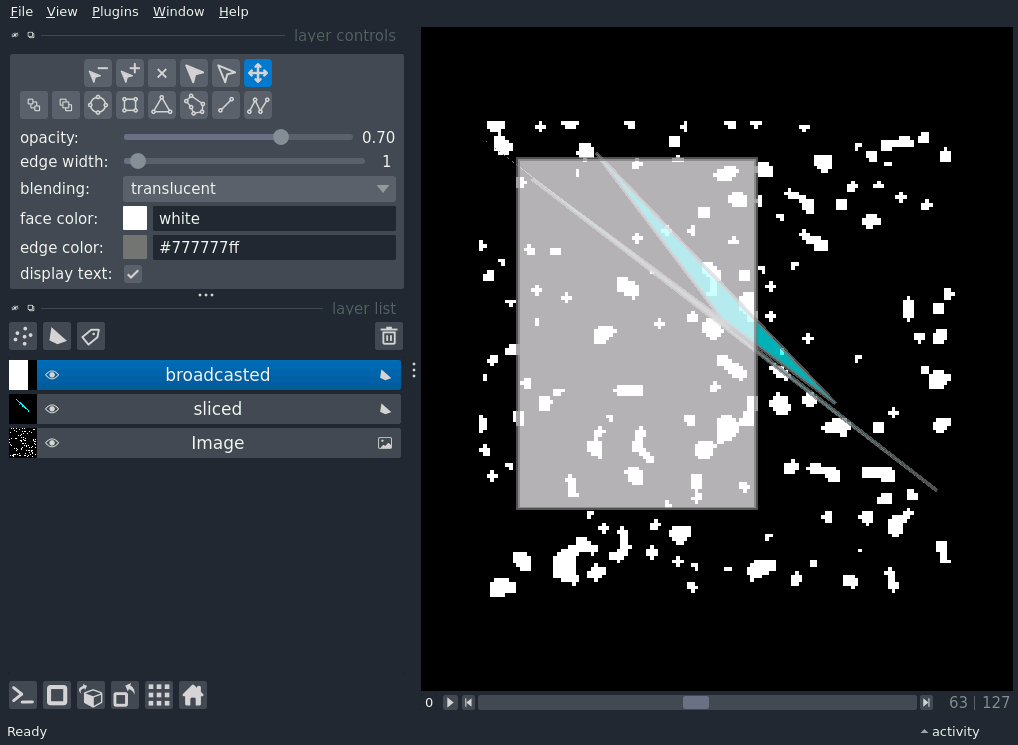 File View Plugins Window Help
layer controls
opacity: 0.70
edge width: 1
blending: translucent
face color: white
edge color: #777777ff
display text:
layer list
broadcasted
sliced
Image
0 63 | 127
Ready activity